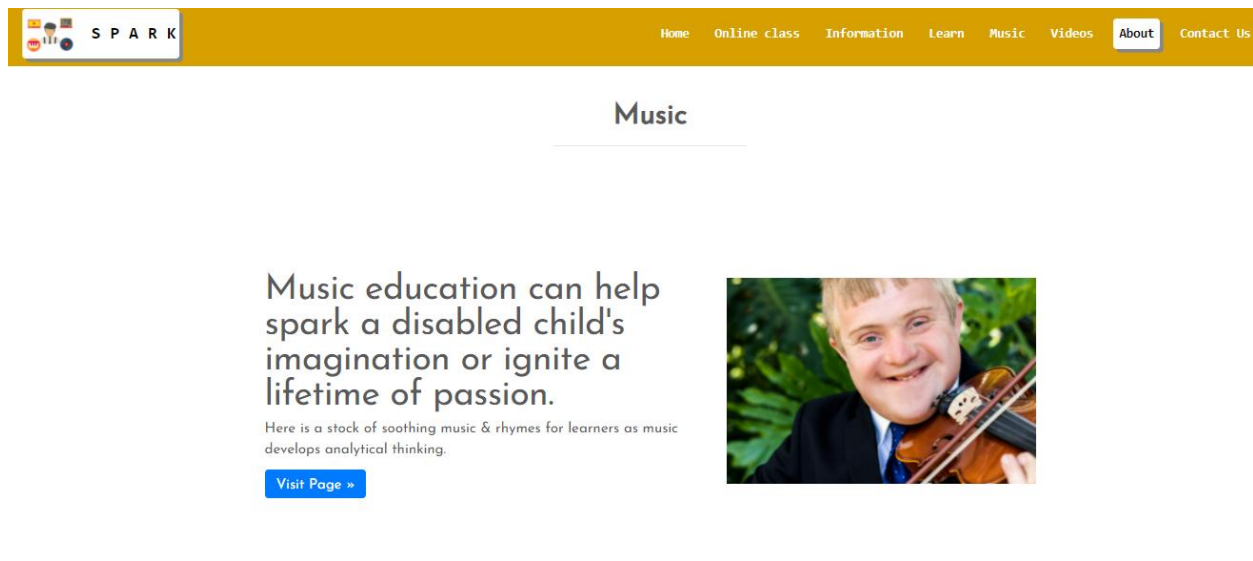 S P A R K Home Online class Information Learn Music Videos About Contact Us
Music
Music education can help
spark a disabled child's
imagination or ignite a
lifetime of passion.
Here is a stock of soothing music & rhymes for learners as music
develops analytical thinking.
Visit Page »